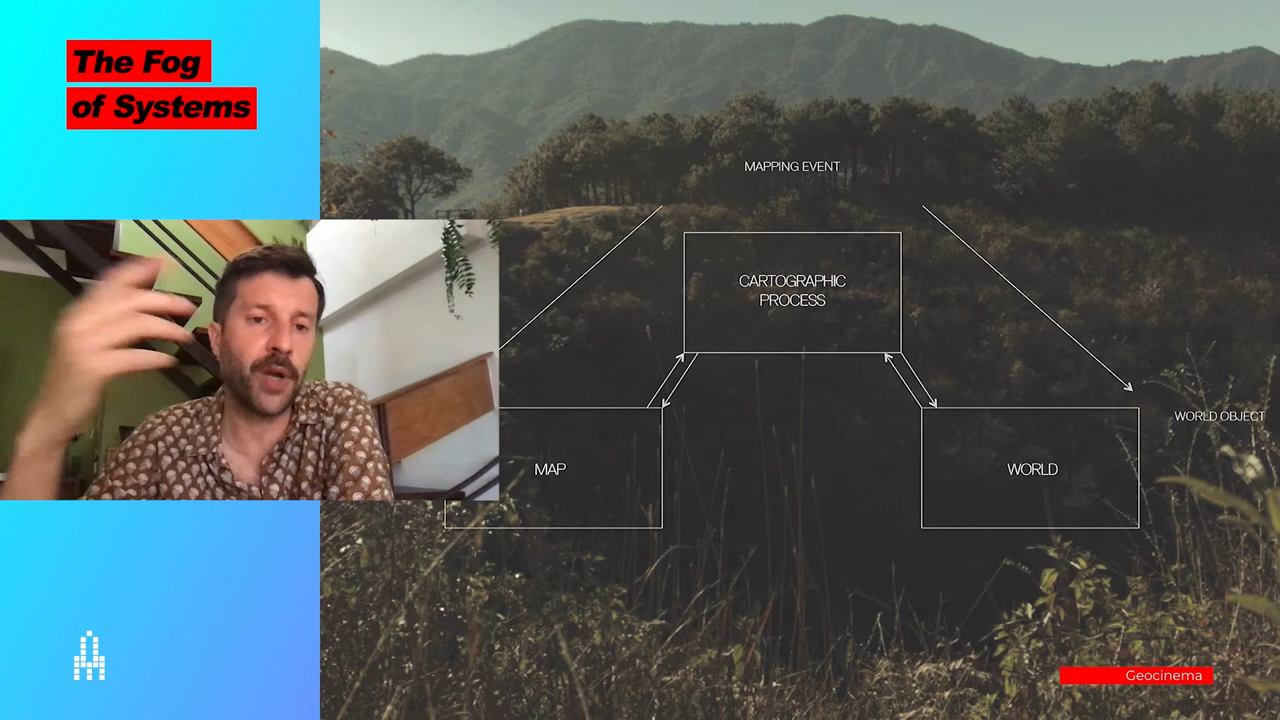 The Fog
of Systems
MAPPING EVENT
CARTOGRAPHIC
PROCESS
WORLD OBJECT
MAP
WORLD
Geocinema